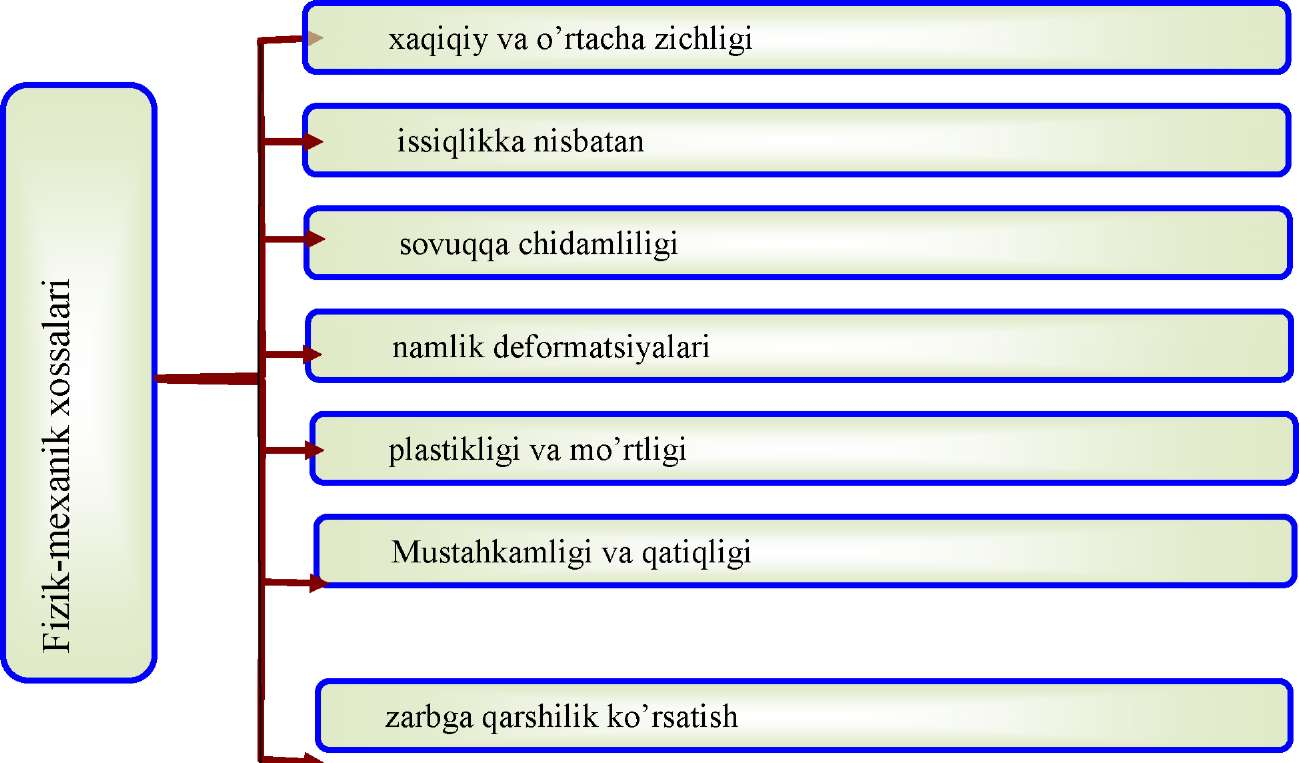 Fizik-mexanik xossalari
xaqiqiy va o’rtacha zichligi
issiqlikka nisbatan
sovuqqa chidamliligi
namlik deformatsiyalari
plastikligi va mo’rtligi
Mustahkamligi va qatiqligi
zarbga qarshilik ko’rsatish